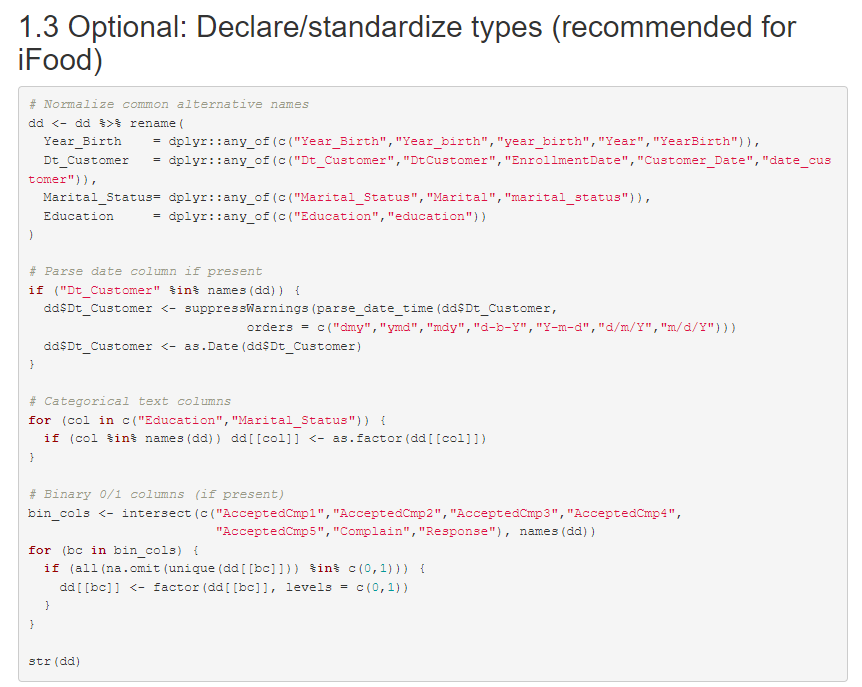 1.3 Optional: Declare/standardize types (recommended for
iFood)
# Normalize common alternative names
dd <- dd %>% rename(
  Year_Birth    = dplyr::any_of(c("Year_Birth","Year_birth","year_birth","Year","YearBirth")),
  Dt_Customer   = dplyr::any_of(c("Dt_Customer","DtCustomer","EnrollmentDate","Customer_Date","date_cus
tomer")),
  Marital_Status= dplyr::any_of(c("Marital_Status","Marital","marital_status")),
  Education     = dplyr::any_of(c("Education","education"))
)
# Parse date column if present
if ("Dt_Customer" %in% names(dd)) {
  dd$Dt_Customer <- suppressWarnings(parse_date_time(dd$Dt_Customer,
                            orders = c("dmy","ymd","mdy","d-b-Y","Y-m-d","d/m/Y","m/d/Y")))
  dd$Dt_Customer <- as.Date(dd$Dt_Customer)
}
# Categorical text columns
for (col in c("Education","Marital_Status")) {
  if (col %in% names(dd)) dd[[col]] <- as.factor(dd[[col]])
}
# Binary 0/1 columns (if present)
bin_cols <- intersect(c("AcceptedCmp1","AcceptedCmp2","AcceptedCmp3","AcceptedCmp4",
                        "AcceptedCmp5","Complain","Response"), names(dd))
for (bc in bin_cols) {
  if (all(na.omit(unique(dd[[bc]])) %in% c(0,1))) {
    dd[[bc]] <- factor(dd[[bc]], levels = c(0,1))
  }
}
str(dd)